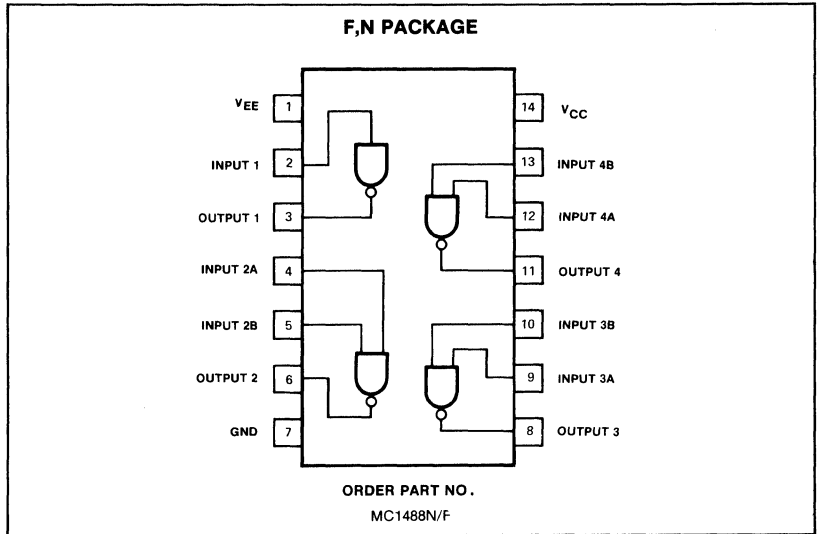 F,N PACKAGE
VEE 1
INPUT 1 2
OUTPUT 1 3
INPUT 2A 4
INPUT 2B 5
OUTPUT 2 6
GND 7
14 VCC
13 INPUT 4B
12 INPUT 4A
11 OUTPUT 4
10 INPUT 3B
9 INPUT 3A
8 OUTPUT 3
ORDER PART NO.
MC1488N/F